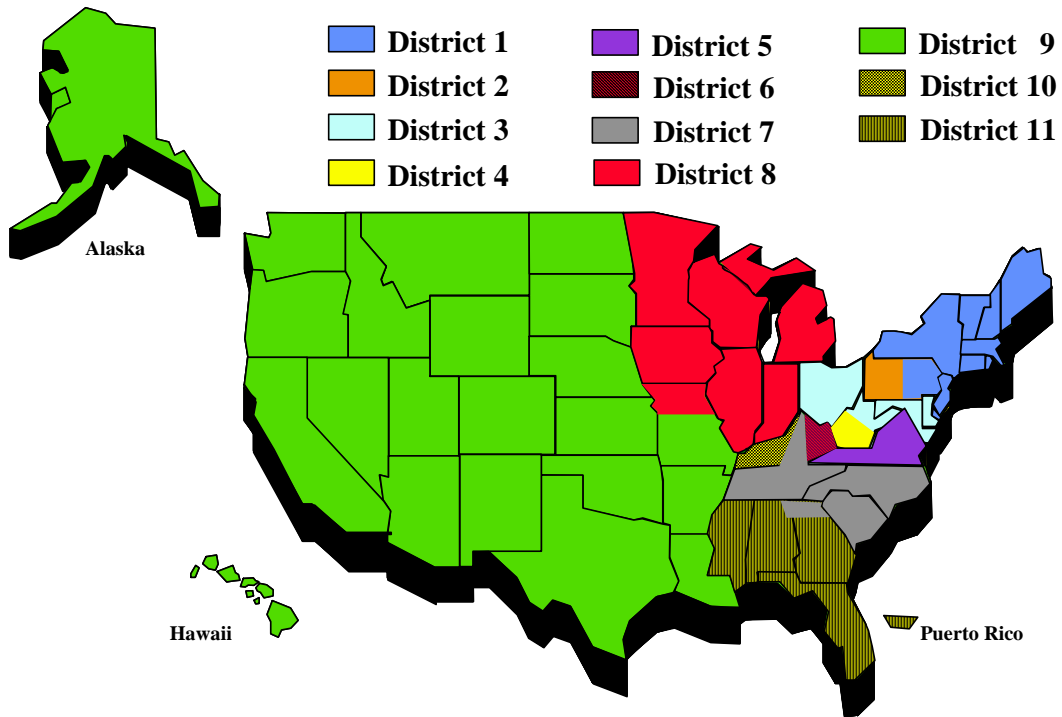 District 1
District 2
District 3
District 4
District 5
District 6
District 7
District 8
District 9
District 10
District 11
Alaska
Hawaii
Puerto Rico